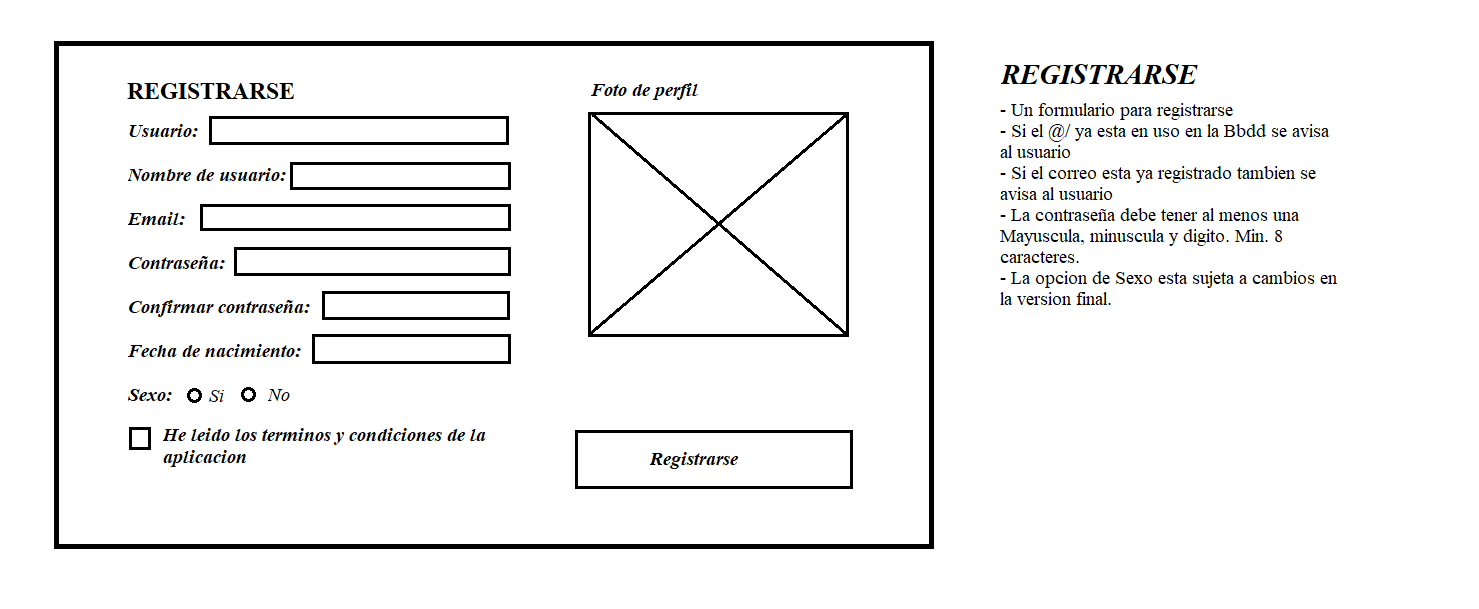 REGISTRARSE
Usuario:
Nombre de usuario:
Email:
Contraseña:
Confirmar contraseña:
Fecha de nacimiento:
Sexo: Si No
He leido los terminos y condiciones de la
aplicacion
Foto de perfil
Registrarse
REGISTRARSE
- Un formulario para registrarse
- Si el @/ ya esta en uso en la Bbdd se avisa
al usuario
- Si el correo esta ya registrado tambien se
avisa al usuario
- La contraseña debe tener al menos una
Mayuscula, minuscula y digito. Min. 8
caracteres.
- La opcion de Sexo esta sujeta a cambios en
la version final.